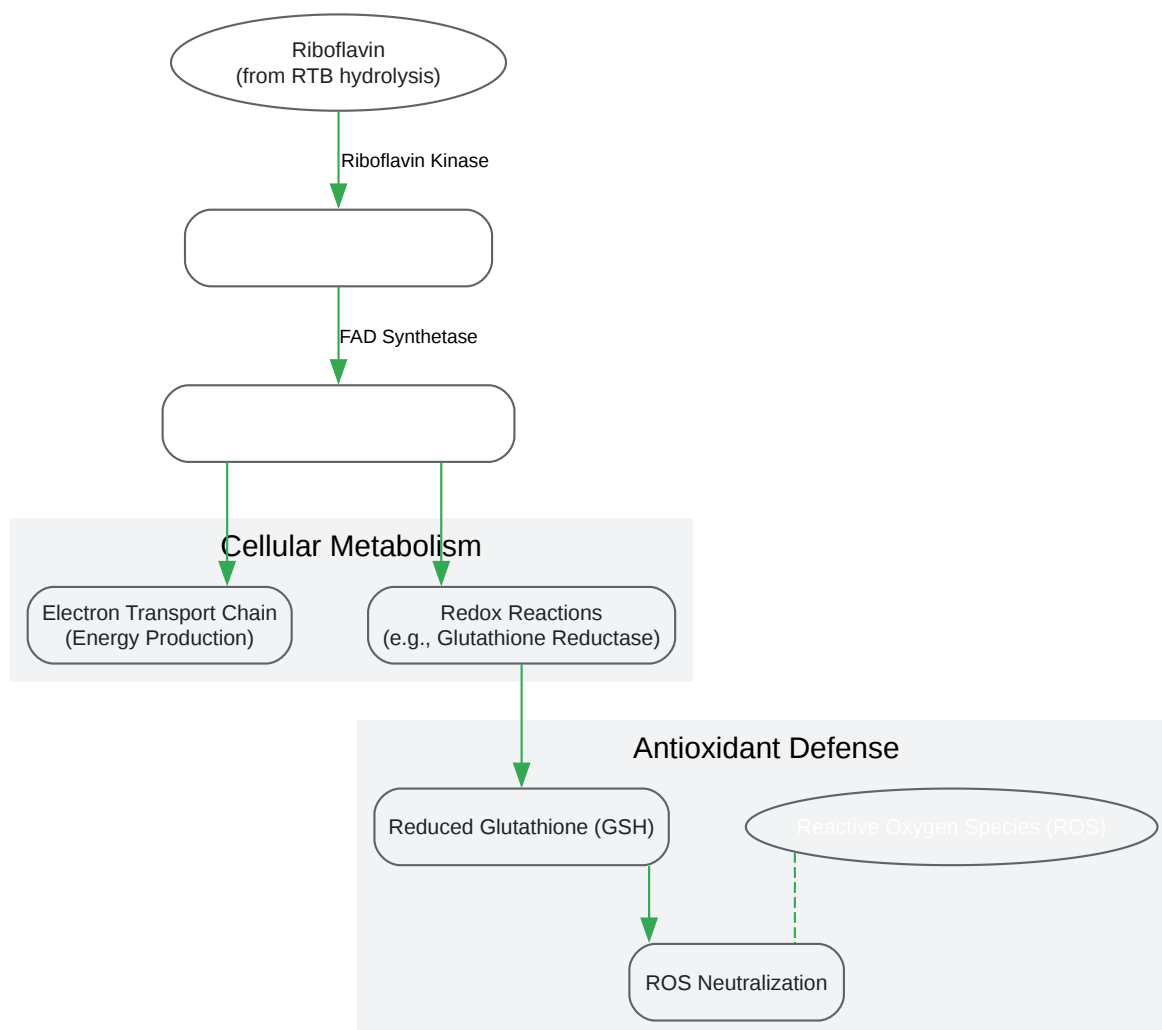 Riboflavin
(from RTB hydrolysis)
Riboflavin Kinase
FAD Synthetase
Cellular Metabolism
Electron Transport Chain
(Energy Production)
Redox Reactions
(e.g., Glutathione Reductase)
Antioxidant Defense
Reduced Glutathione (GSH)
Reactive Oxygen Species (ROS)
ROS Neutralization